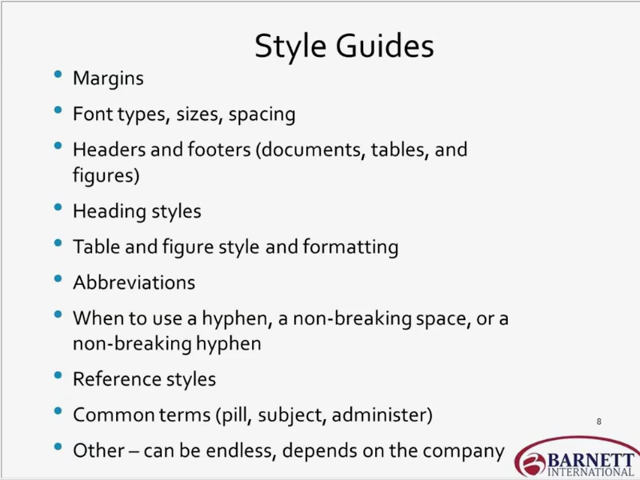 Style Guides
• Margins
• Font types, sizes, spacing
• Headers and footers (documents, tables, and
figures)
• Heading styles
• Table and figure style and formatting
• Abbreviations
• When to use a hyphen, a non-breaking space, or a
non-breaking hyphen
• Reference styles
• Common terms (pill, subject, administer)
• Other – can be endless, depends on the company
8
BARNETT
INTERNATIONAL